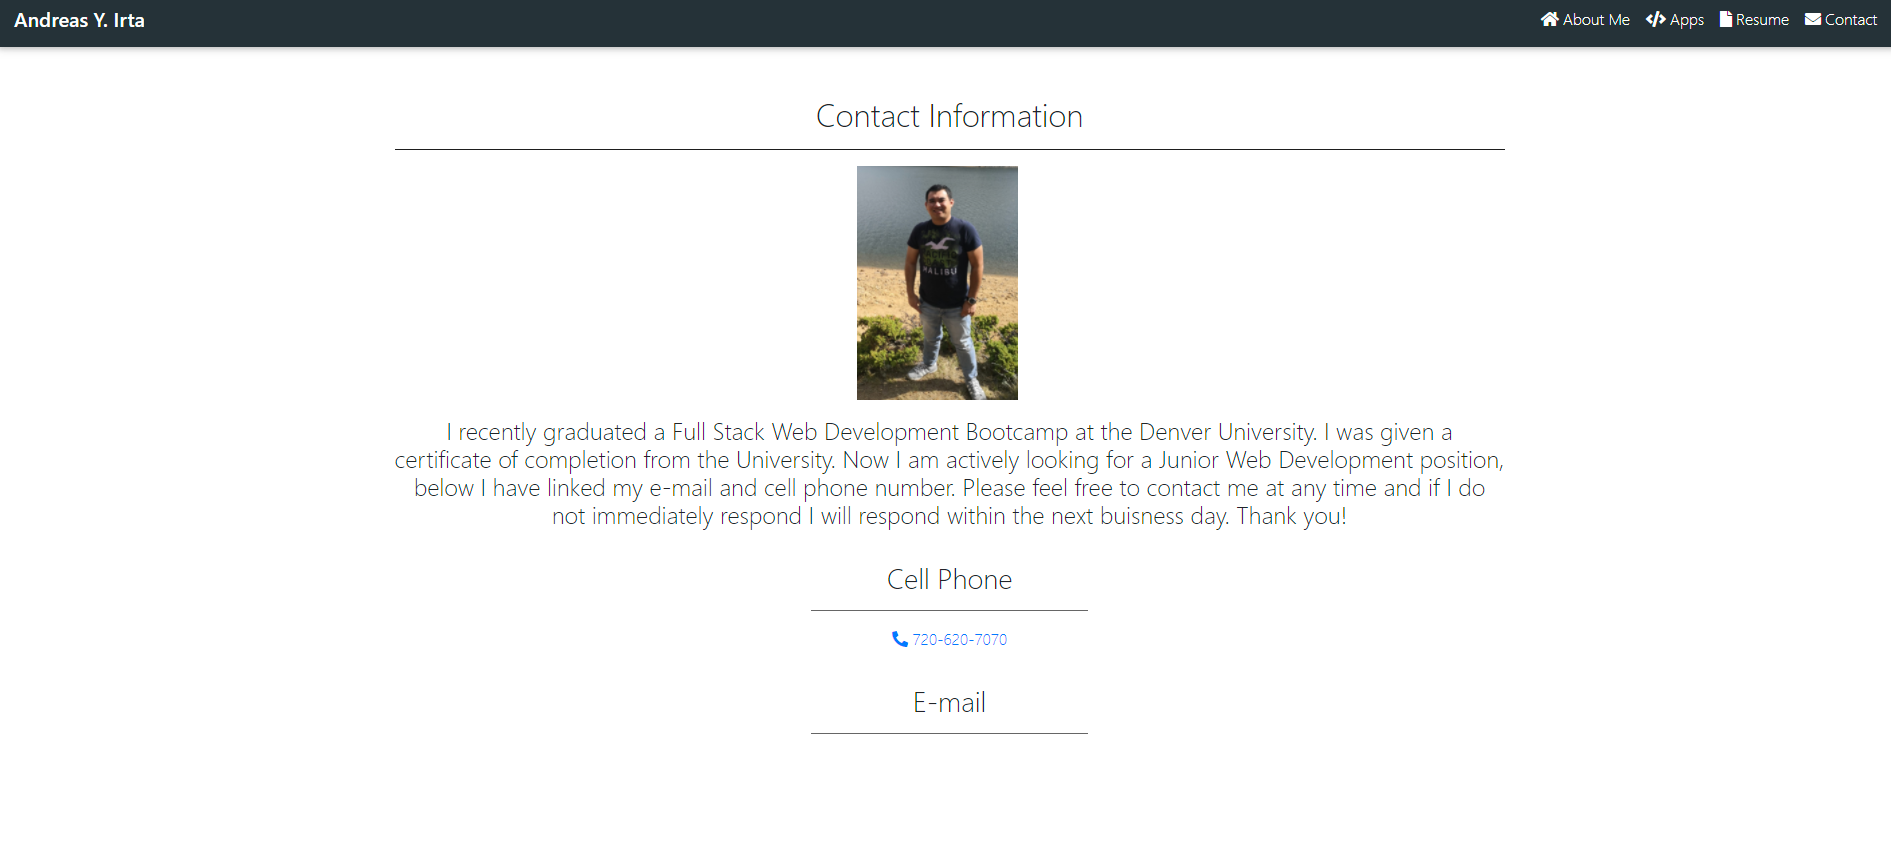 Andreas Y. Irta
About Me Apps Resume Contact
Contact Information
MALIBU
I recently graduated a Full Stack Web Development Bootcamp at the Denver University. I was given a
certificate of completion from the University. Now I am actively looking for a Junior Web Development position,
below I have linked my e-mail and cell phone number. Please feel free to contact me at any time and if I do
not immediately respond I will respond within the next buisness day. Thank you!
Cell Phone
720-620-7070
E-mail